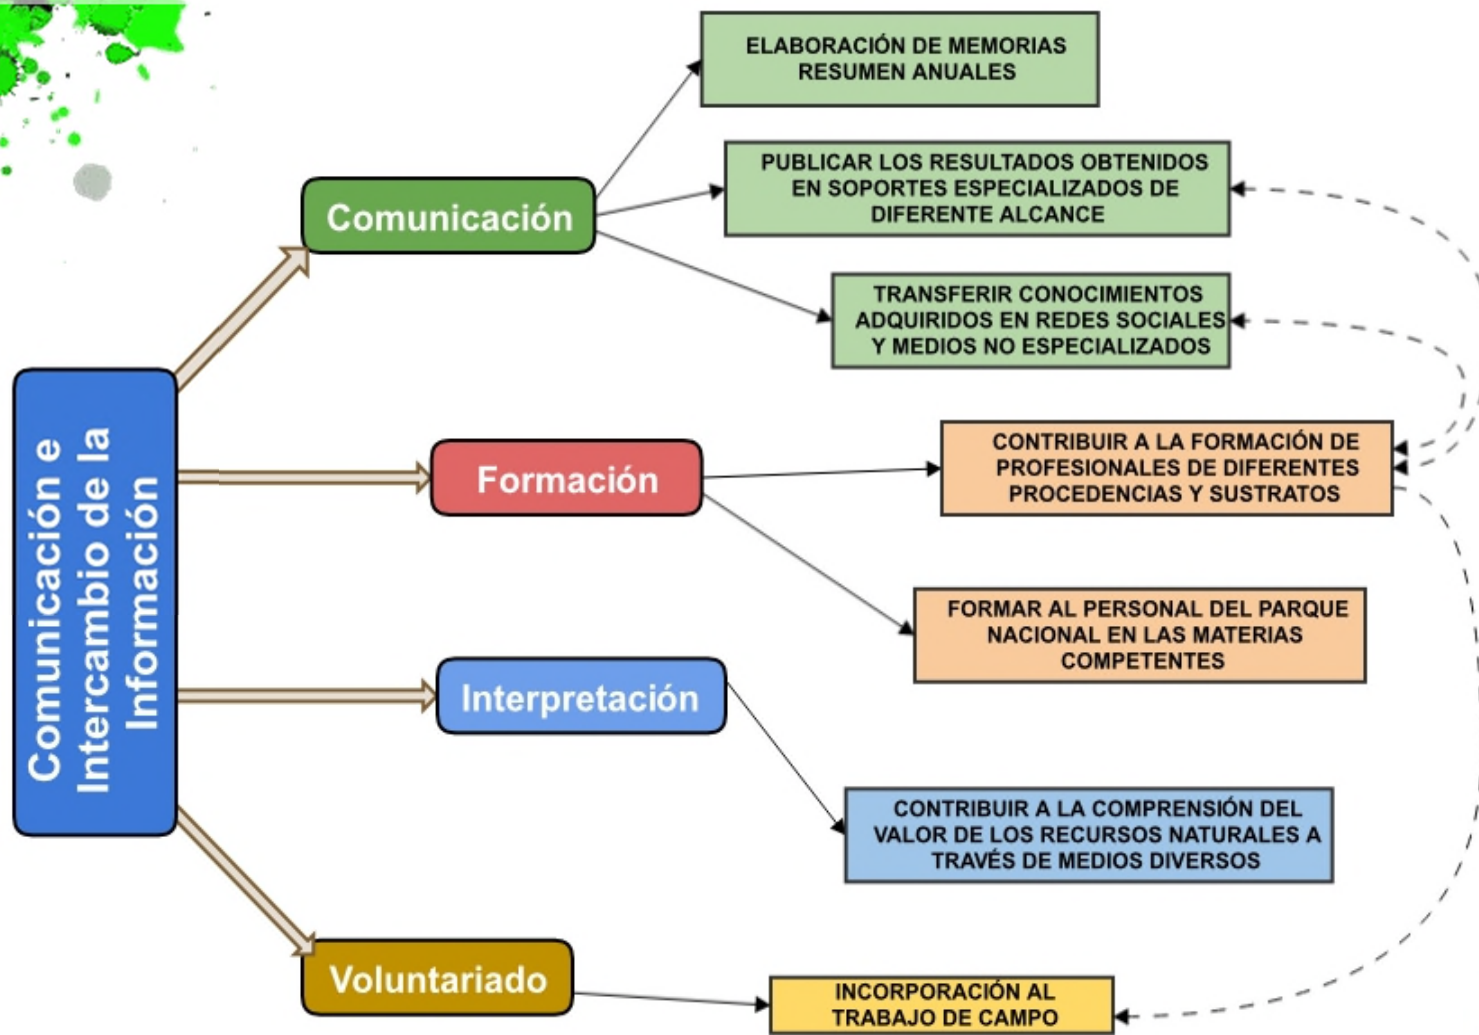 Comunicación e
Intercambio de la
Información
Comunicación
ELABORACIÓN DE MEMORIAS
RESUMEN ANUALES
PUBLICAR LOS RESULTADOS OBTENIDOS
EN SOPORTES ESPECIALIZADOS DE
DIFERENTE ALCANCE
TRANSFERIR CONOCIMIENTOS
ADQUIRIDOS EN REDES SOCIALES
Y MEDIOS NO ESPECIALIZADOS
Formación
CONTRIBUIR A LA FORMACIÓN DE
PROFESIONALES DE DIFERENTES
PROCEDENCIAS Y SUSTRATOS
FORMAR AL PERSONAL DEL PARQUE
NACIONAL EN LAS MATERIAS
COMPETENTES
Interpretación
CONTRIBUIR A LA COMPRENSIÓN DEL
VALOR DE LOS RECURSOS NATURALES A
TRAVÉS DE MEDIOS DIVERSOS
Voluntariado
INCORPORACIÓN AL
TRABAJO DE CAMPO